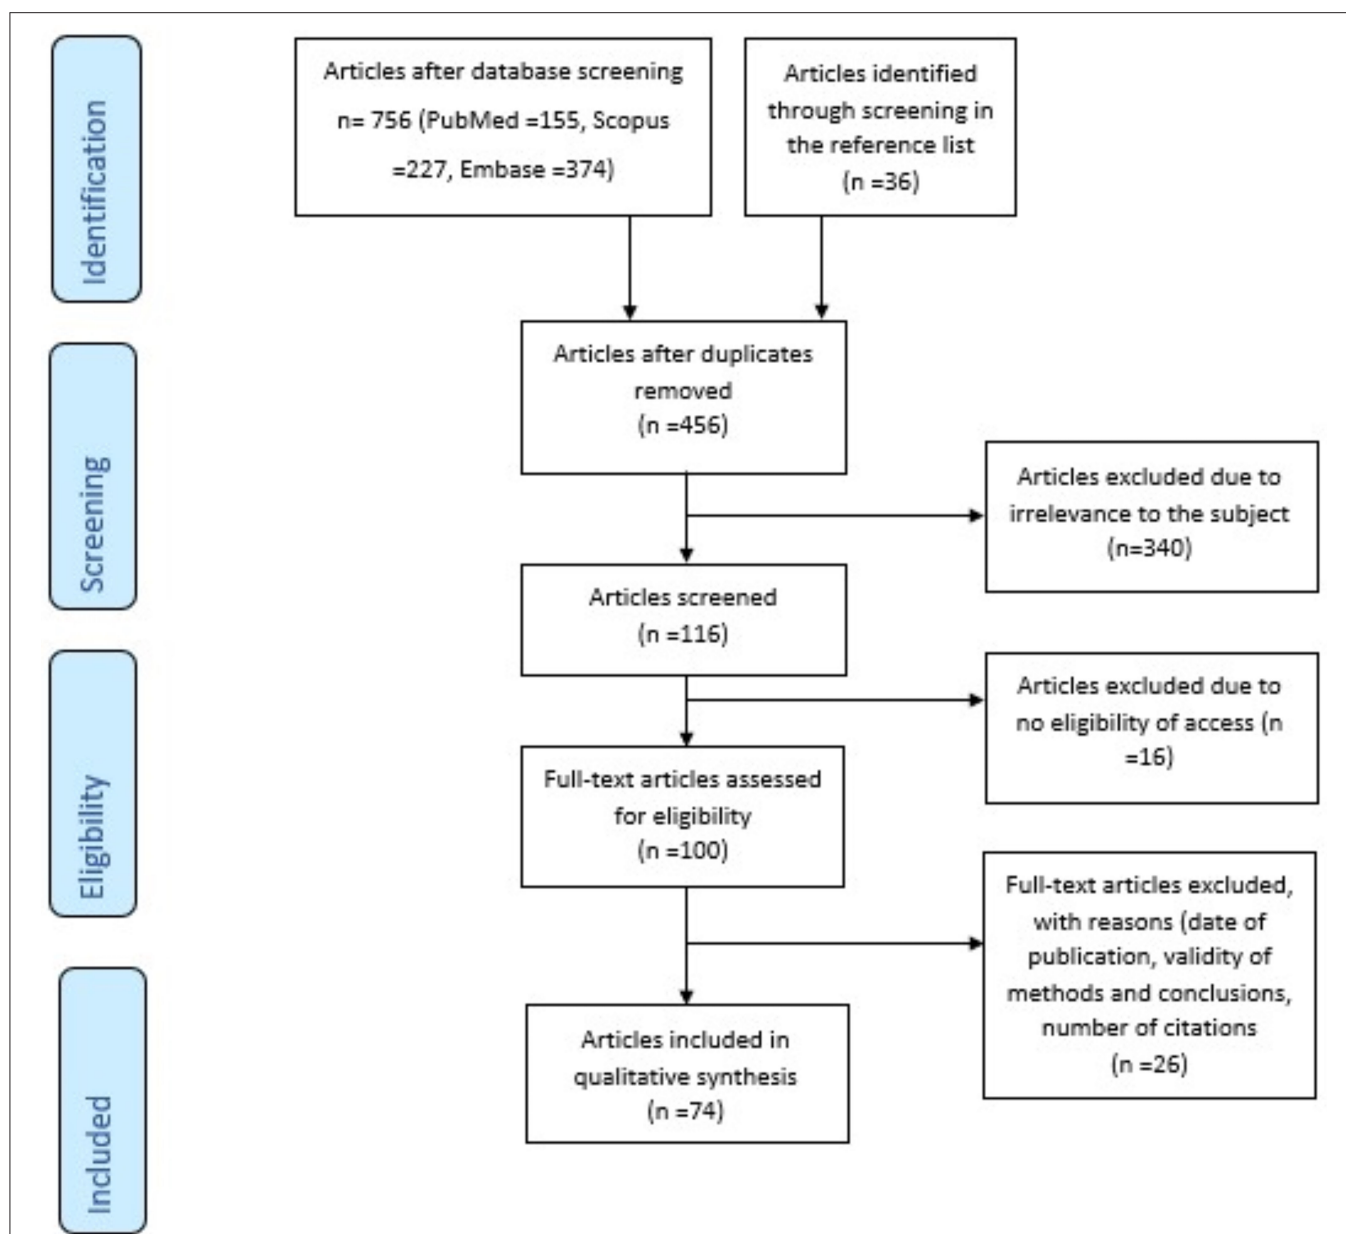 Identification
Articles after database screening
n= 756 (PubMed =155, Scopus
=227, Embase =374)
Articles identified
through screening in
the reference list
(n =36)
Screening
Articles after duplicates
removed
(n =456)
Articles excluded due to
irrelevance to the subject
(n=340)
Articles screened
(n =116)
Eligibility
Articles excluded due to
no eligibility of access (n
=16)
Full-text articles assessed
for eligibility
(n =100)
Full-text articles excluded,
with reasons (date of
publication, validity of
methods and conclusions,
number of citations
(n =26)
Included
Articles included in
qualitative synthesis
(n =74)